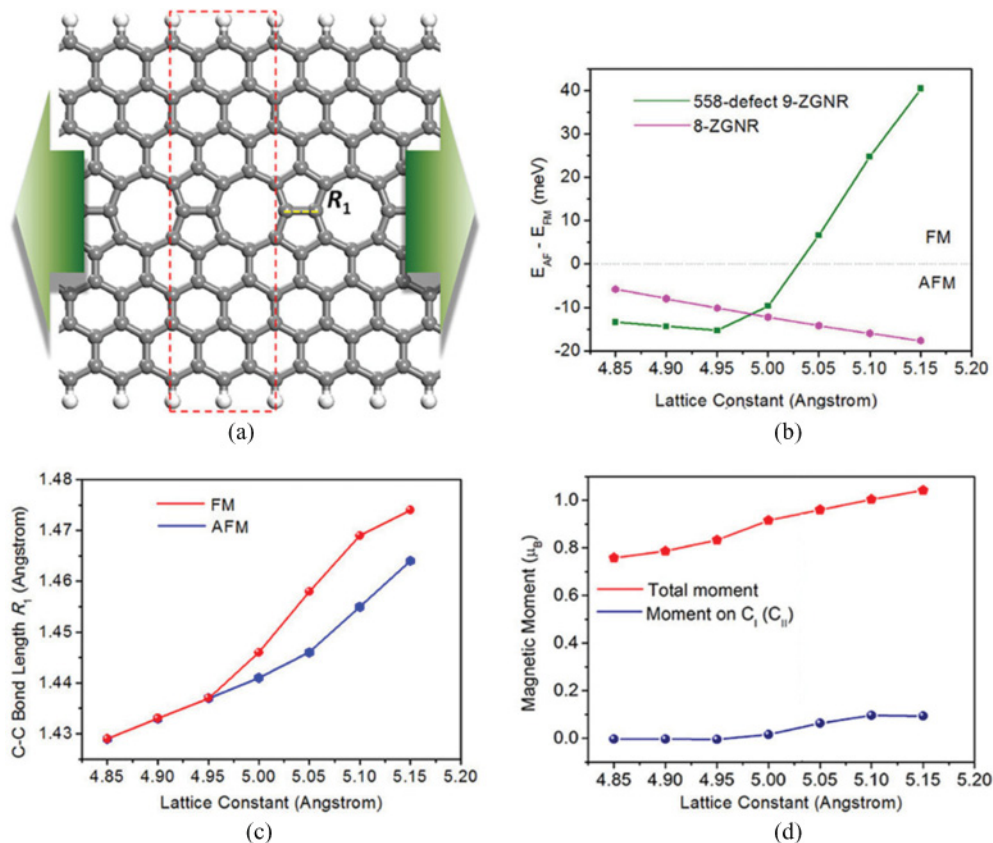 R1
(a)
558-defect 9-ZGNR
8-ZGNR
FM
AFM
E_AF - E_FM (meV)
40
30
20
10
0
-10
-20
4.85 4.90 4.95 5.00 5.05 5.10 5.15 5.20
Lattice Constant (Angstrom)
(b)
FM
AFM
C-C Bond Length R1 (Angstrom)
1.48
1.47
1.46
1.45
1.44
1.43
4.85 4.90 4.95 5.00 5.05 5.10 5.15 5.20
Lattice Constant (Angstrom)
(c)
Total moment
Moment on C_I (C_II)
Magnetic Moment (μ_B)
1.0
0.8
0.6
0.4
0.2
0.0
4.85 4.90 4.95 5.00 5.05 5.10 5.15 5.20
Lattice Constant (Angstrom)
(d)